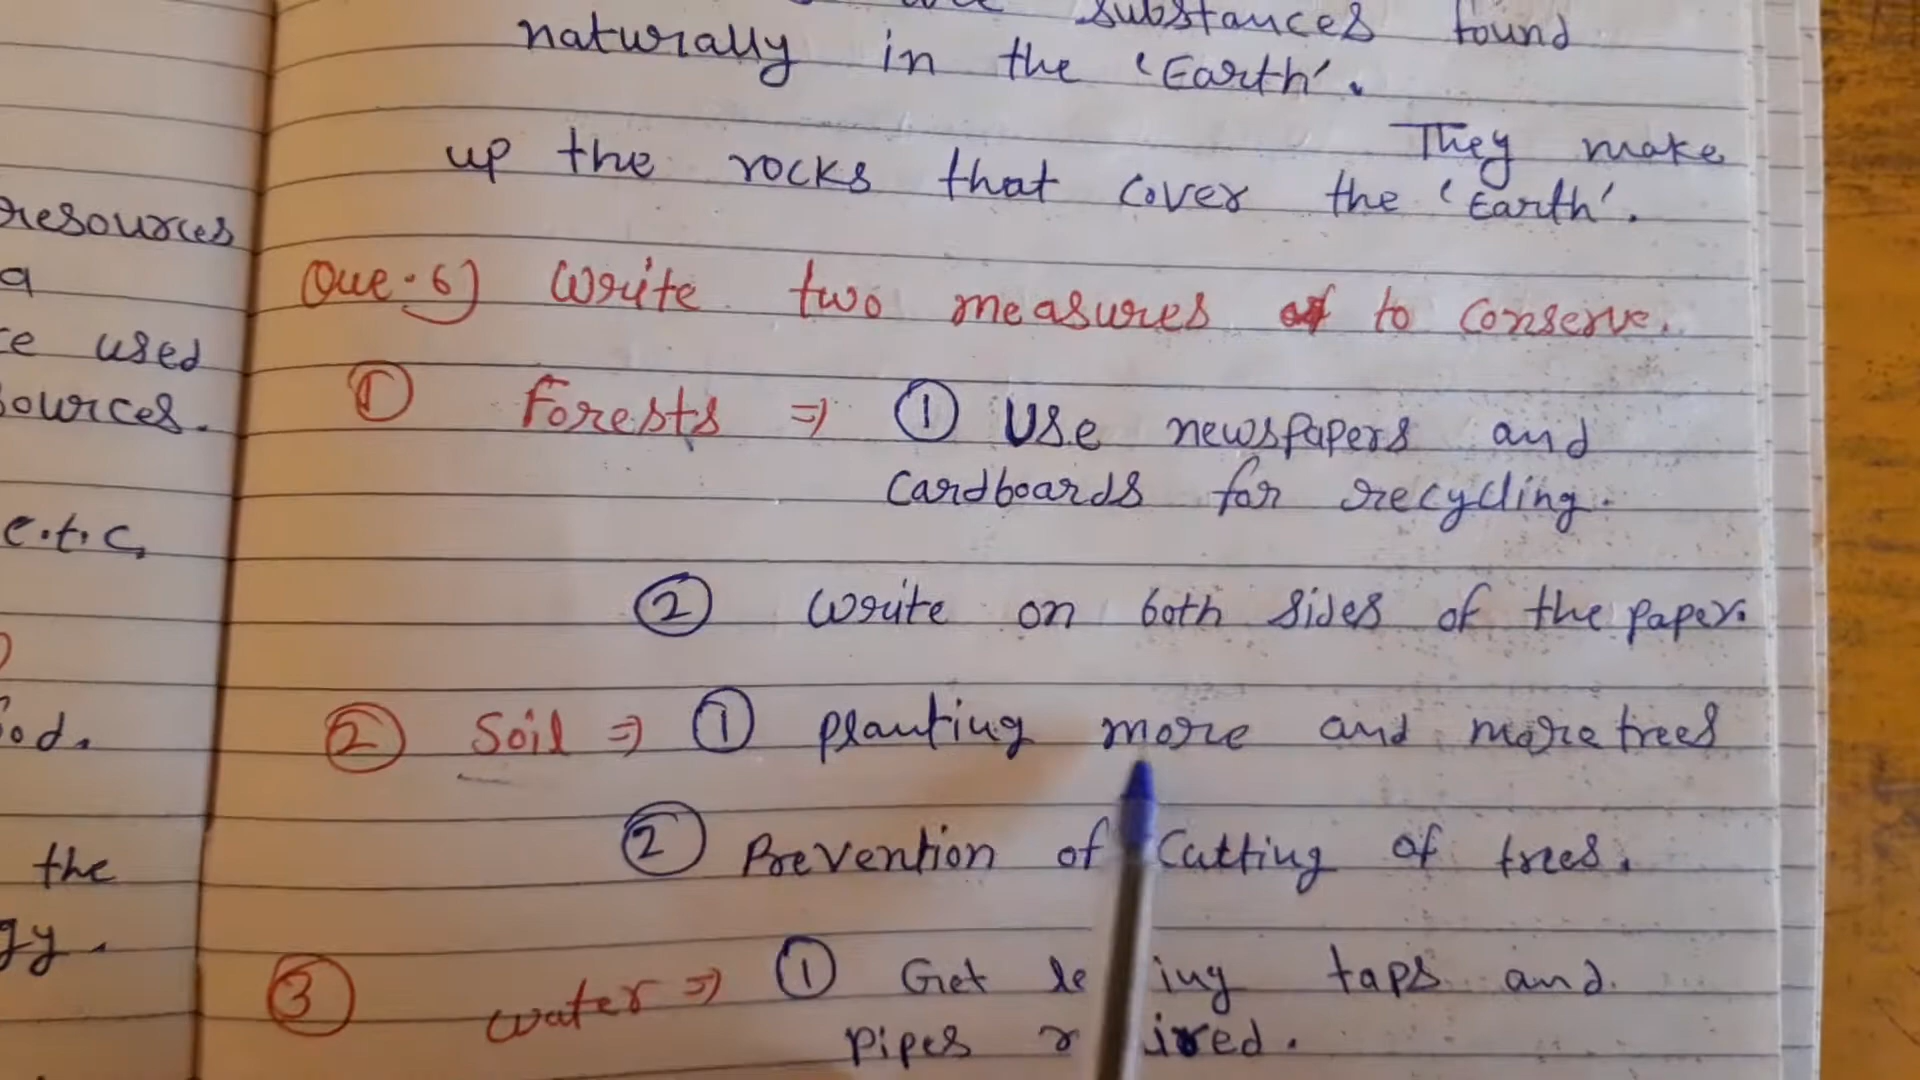 substances found
naturally in the 'Earth'.
They make
up the rocks that cover the 'Earth'.
Que.6) Write two measures to conserve.
① Forests ⇒ ① Use newspapers and
cardboards for recycling.
② Write on both sides of the paper.
② Soil ⇒ ① planting more and more trees
② Prevention of Cutting of trees.
③ water ⇒ ① Get taps and
pipes
resources
a
used
e.t.c,
the